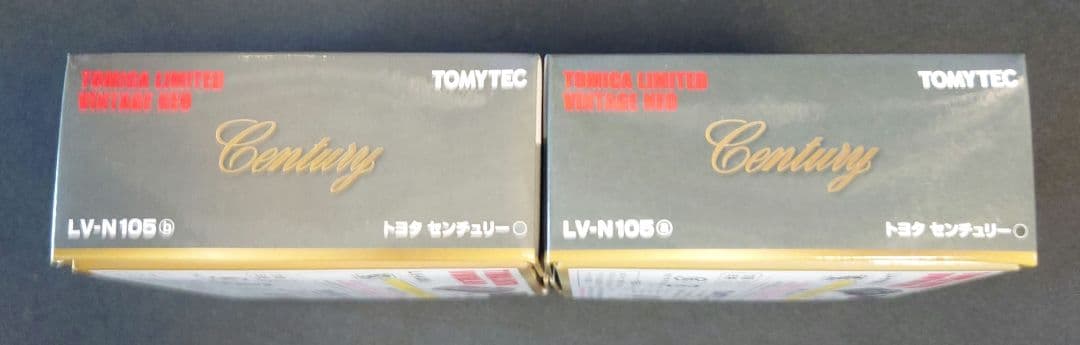 TOMICA LIMITED
VINTAGE NEO
TOMYTEC
Century
LV-N105ⓑ
トヨタ センチュリー○
TOMICA LIMITED
VINTAGE NEO
TOMYTEC
Century
LV-N105ⓐ
トヨタ センチュリー○